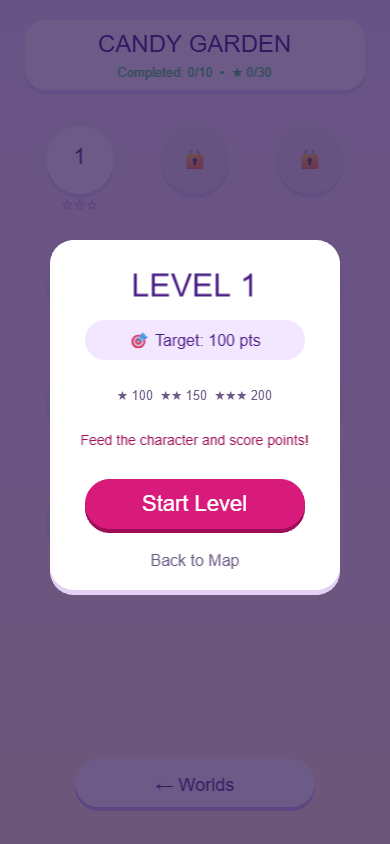 CANDY GARDEN
Completed: 0/10 • ★ 0/30
1
☆☆☆
LEVEL 1
🎯 Target: 100 pts
★ 100 ★★ 150 ★★★ 200
Feed the character and score points!
Start Level
Back to Map
← Worlds